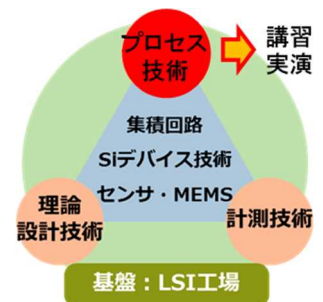 プロセス
技術
講習
実演
集積回路
Siデバイス技術
センサ・MEMS
理論
設計技術
計測技術
基盤:LSI工場